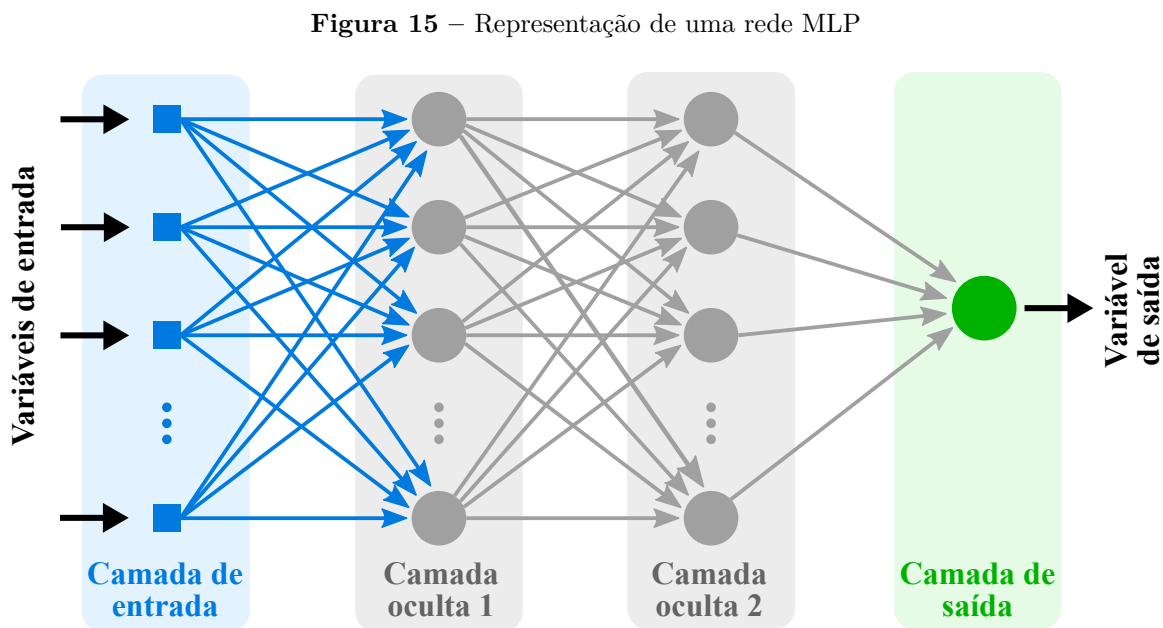 Figura 15 – Representação de uma rede MLP
Variáveis de entrada
Camada de
entrada
Camada
oculta 1
Camada
oculta 2
Camada de
saída
Variável
de saída